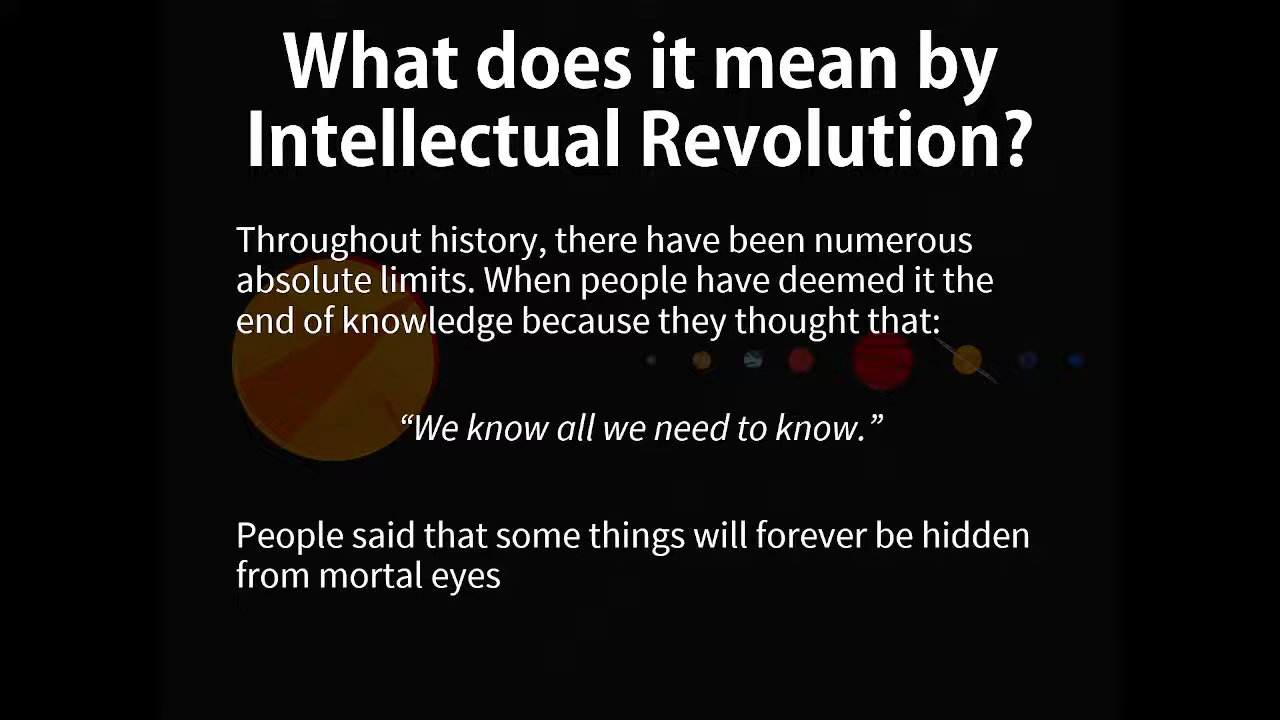 What does it mean by
Intellectual Revolution?
Throughout history, there have been numerous
absolute limits. When people have deemed it the
end of knowledge because they thought that:
“We know all we need to know.”
People said that some things will forever be hidden
from mortal eyes